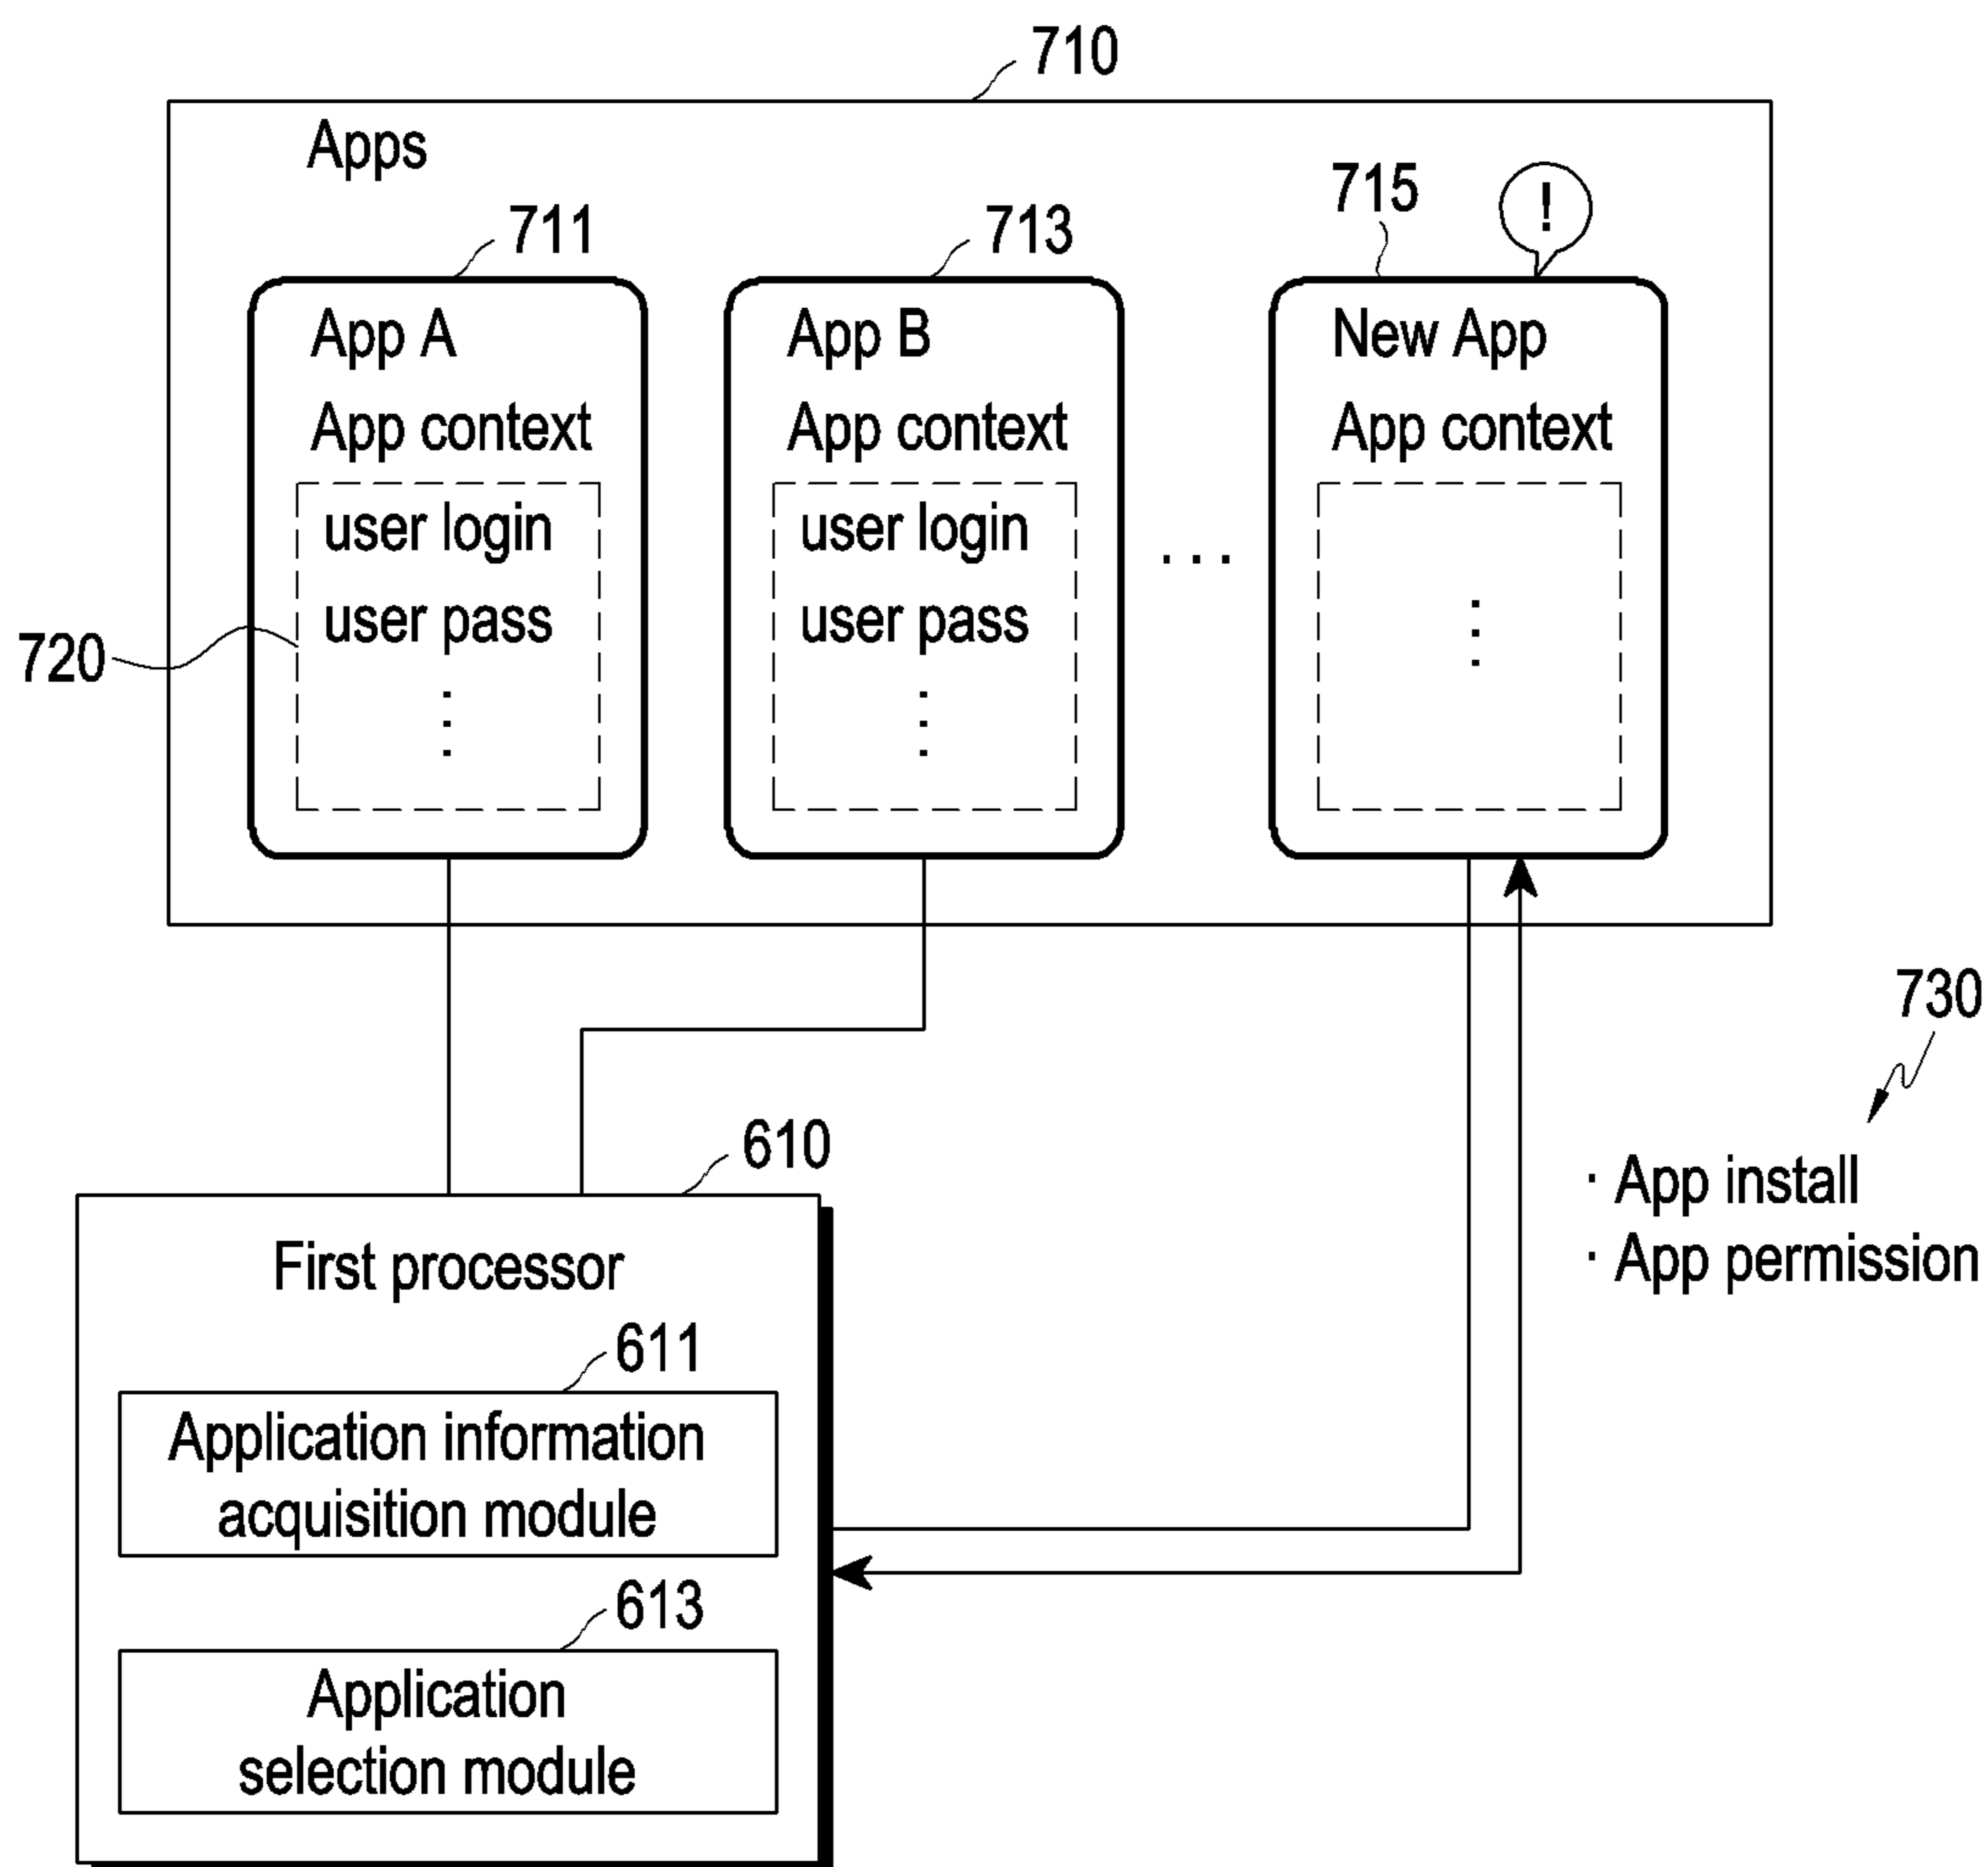 710
Apps
711
713
715
!
App A
App context
user login
user pass
⋮
720
App B
App context
user login
user pass
⋮
...
New App
App context
⋮
730
· App install
· App permission
610
First processor
611
Application information
acquisition module
613
Application
selection module